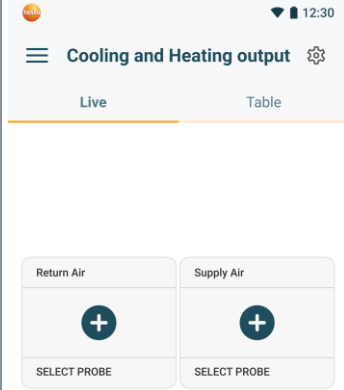 testo
12:30
Cooling and Heating output
Live Table
Return Air Supply Air
SELECT PROBE SELECT PROBE